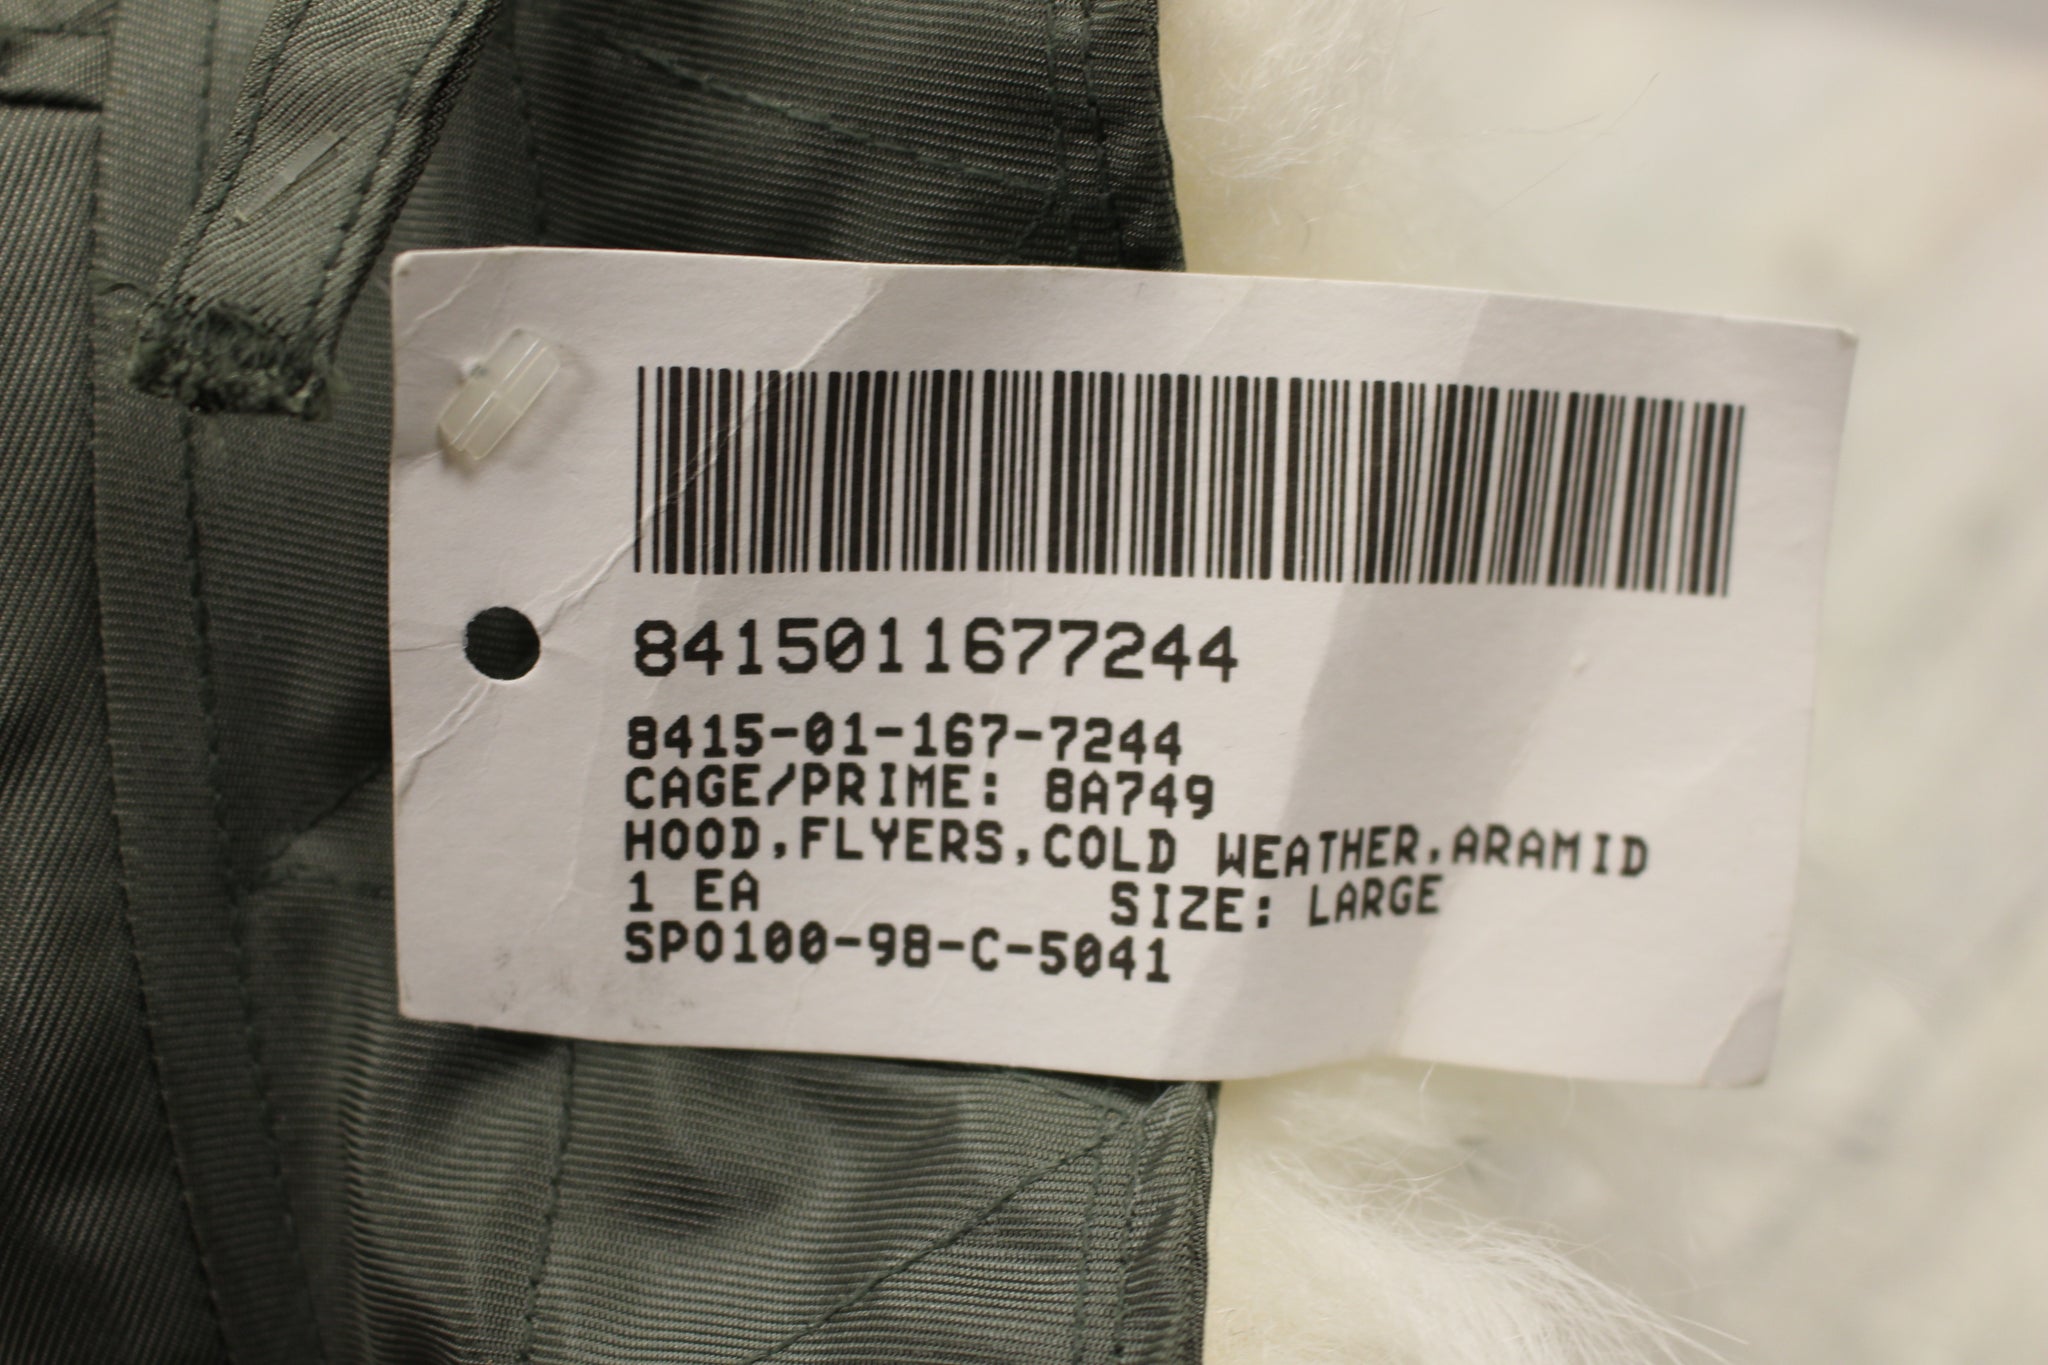 8415011677244
8415-01-167-7244
CAGE/PRIME: 8A749
HOOD,FLYERS,COLD WEATHER,ARAMID
1 EA SIZE: LARGE
SPO100-98-C-5041